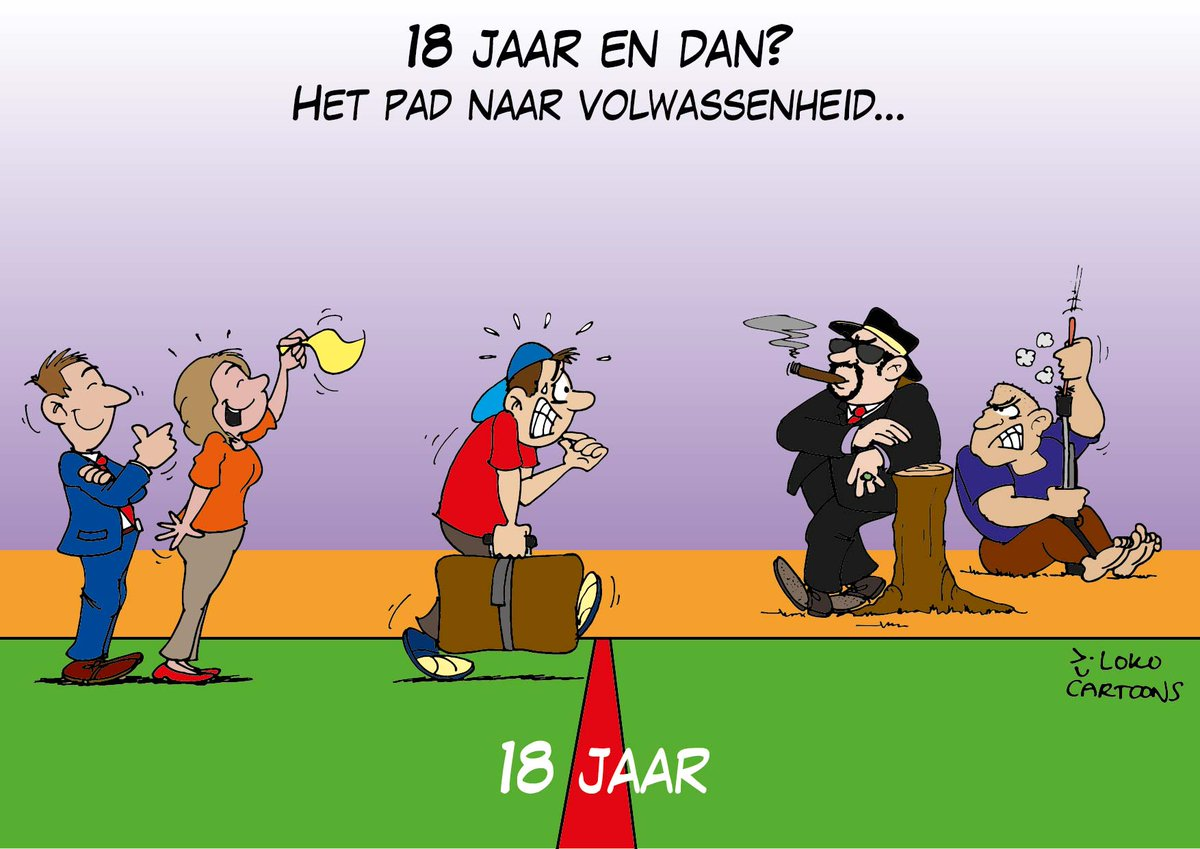 18 JAAR EN DAN?
HET PAD NAAR VOLWASSENHEID...
LOKO
CARTOONS
18 JAAR